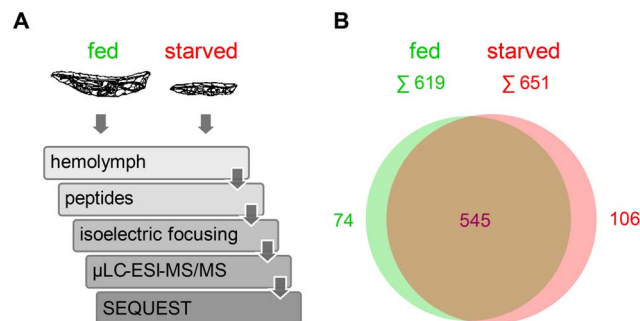 A
fed starved
hemolymph
peptides
isoelectric focusing
µLC-ESI-MS/MS
SEQUEST
B
fed starved
∑ 619 ∑ 651
74 545 106